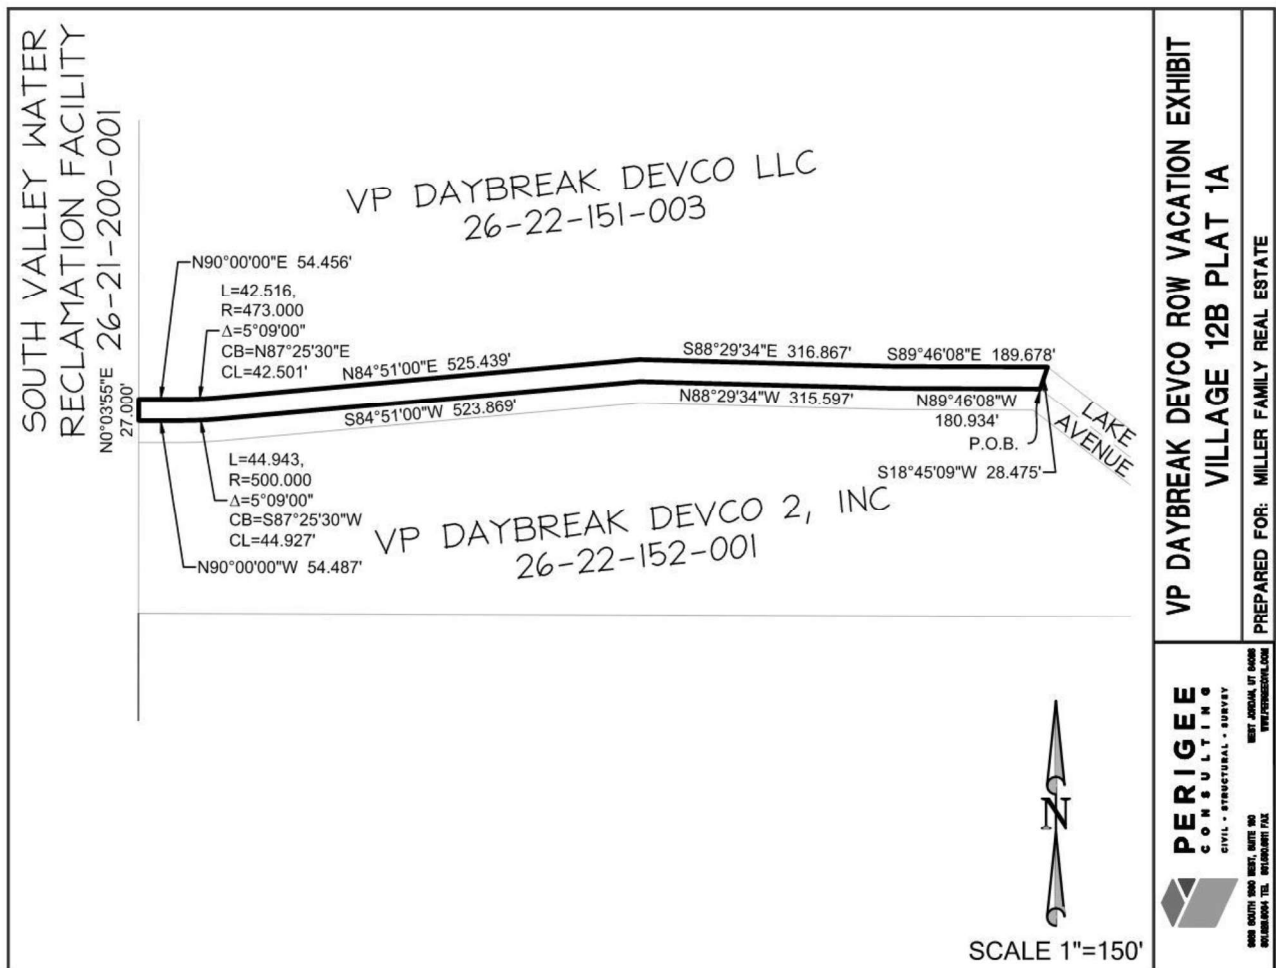 SOUTH VALLEY WATER
RECLAMATION FACILITY
26-21-200-001
N0°03'55"E
27.000'
VP DAYBREAK DEVCO LLC
26-22-151-003
N90°00'00"E 54.456'
L=42.516,
R=473.000
Δ=5°09'00"
CB=N87°25'30"E
CL=42.501'
N84°51'00"E 525.439'
S88°29'34"E 316.867'
S89°46'08"E 189.678'
S84°51'00"W 523.869'
N88°29'34"W 315.597'
N89°46'08"W
180.934'
P.O.B.
S18°45'09"W 28.475'
LAKE
AVENUE
L=44.943,
R=500.000
Δ=5°09'00"
CB=S87°25'30"W
CL=44.927'
N90°00'00"W 54.487'
VP DAYBREAK DEVCO 2, INC
26-22-152-001
N
SCALE 1"=150'
VP DAYBREAK DEVCO ROW VACATION EXHIBIT
VILLAGE 12B PLAT 1A
PREPARED FOR: MILLER FAMILY REAL ESTATE
PERIGEE
CONSULTING
CIVIL • STRUCTURAL • SURVEY
WEST JORDAN, UT
WWW.PERIGEECIVIL.COM